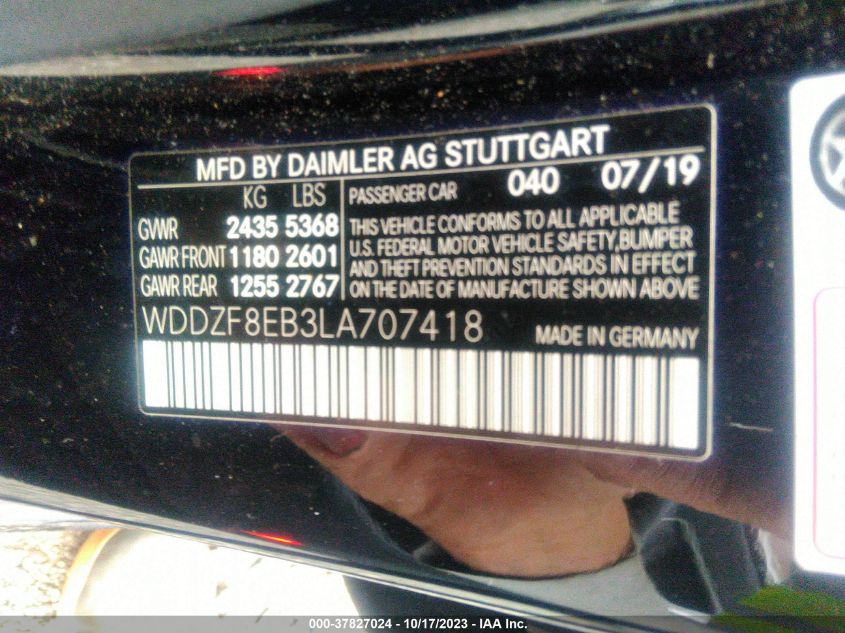 MFD BY DAIMLER AG STUTTGART
KG LBS
GVWR 2435 5368
GAWR FRONT 1180 2601
GAWR REAR 1255 2767
PASSENGER CAR 040 07/19
THIS VEHICLE CONFORMS TO ALL APPLICABLE
U.S. FEDERAL MOTOR VEHICLE SAFETY, BUMPER
AND THEFT PREVENTION STANDARDS IN EFFECT
ON THE DATE OF MANUFACTURE SHOWN ABOVE
WDDZF8EB3LA707418
MADE IN GERMANY
000-37827024 / 10/17/2023 - IAA Inc.